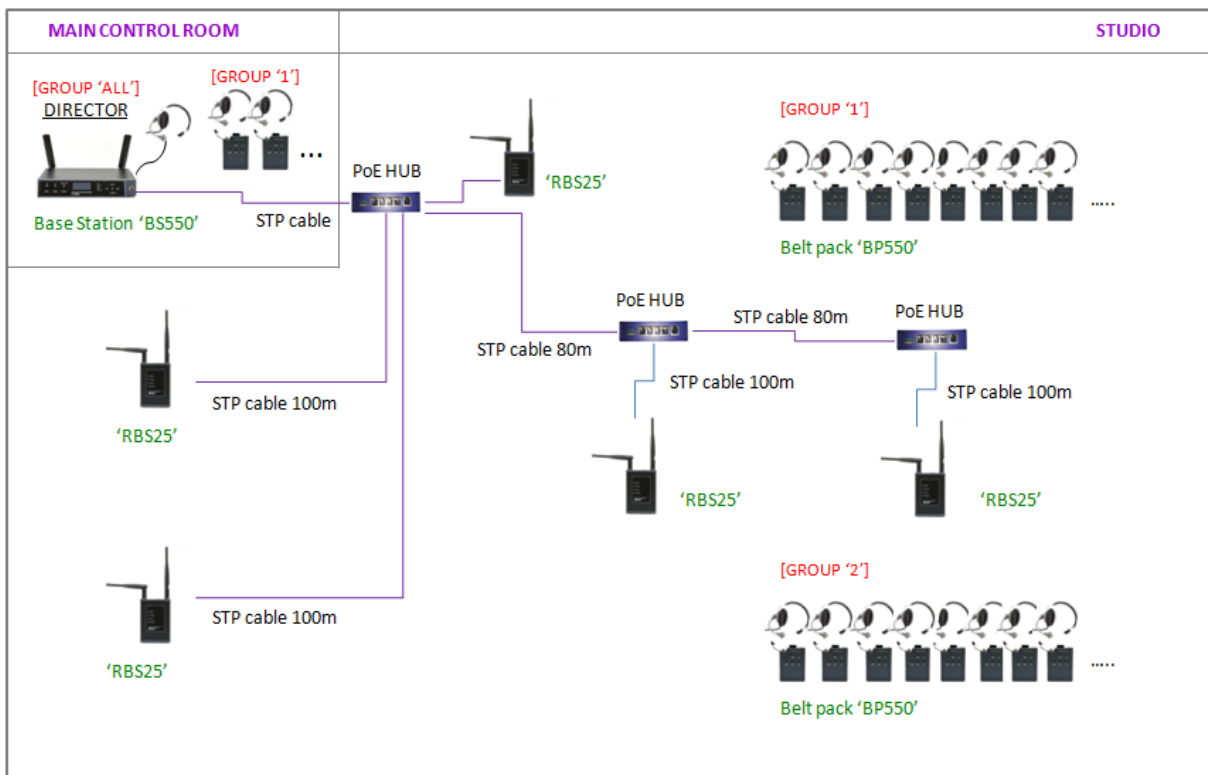 MAIN CONTROL ROOM
STUDIO
[GROUP ‘ALL’]
DIRECTOR
[GROUP ‘1’]
...
Base Station ‘BS550’
STP cable
PoE HUB
‘RBS25’
[GROUP ‘1’]
.....
Belt pack ‘BP550’
PoE HUB
STP cable 80m
STP cable 80m
PoE HUB
STP cable 100m
‘RBS25’
STP cable 100m
‘RBS25’
STP cable 100m
‘RBS25’
STP cable 100m
‘RBS25’
[GROUP ‘2’]
.....
Belt pack ‘BP550’